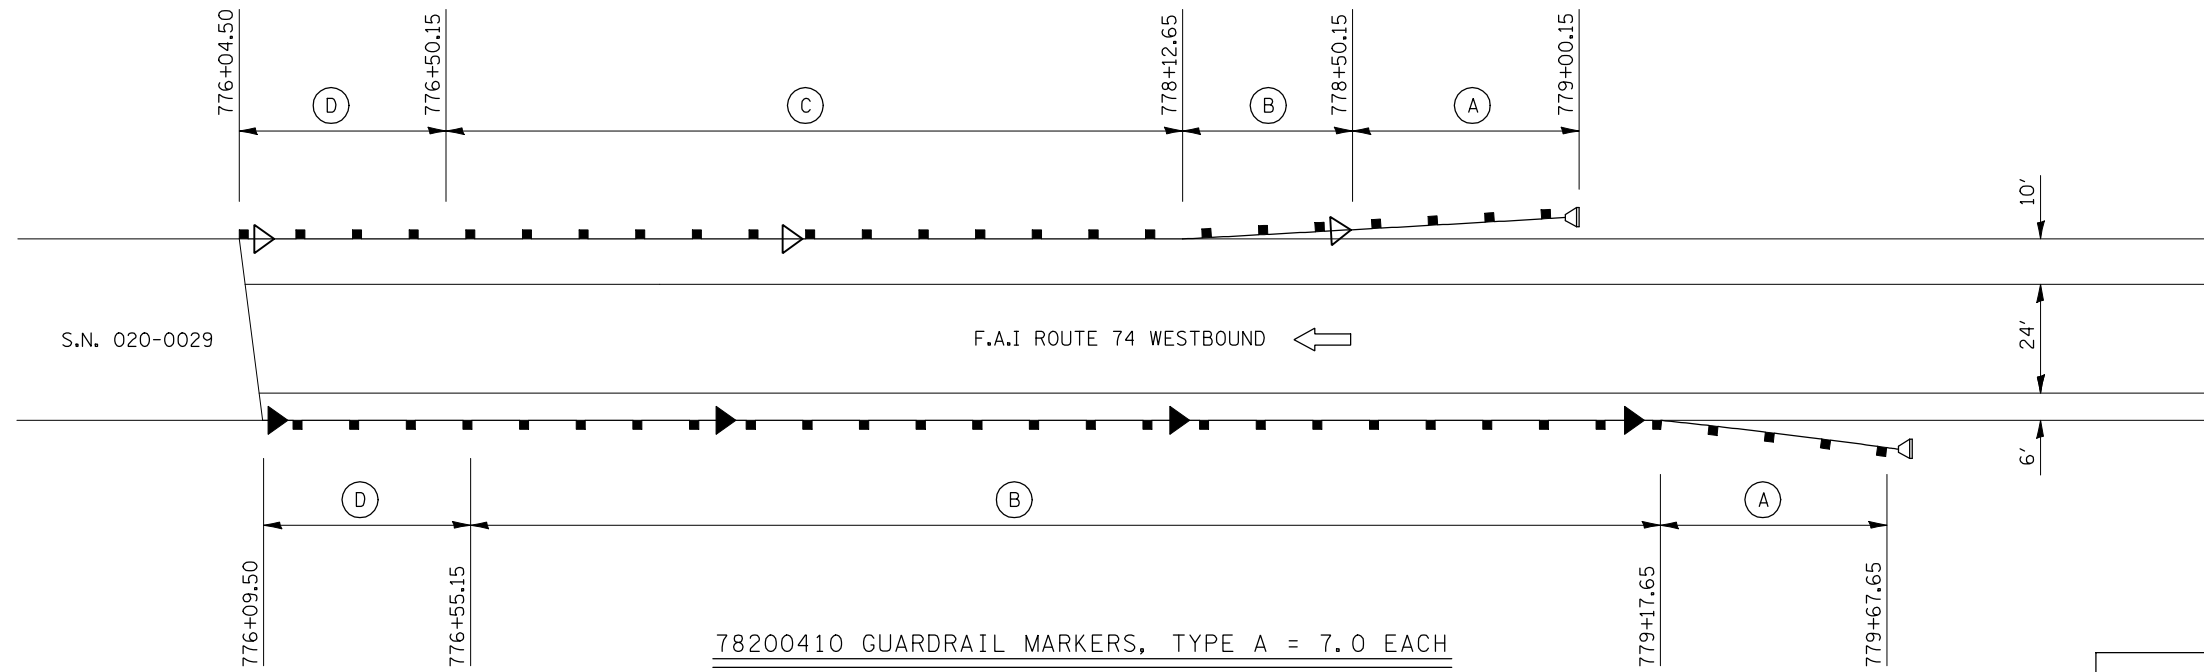 776+04.50
776+50.15
778+12.65
778+50.15
779+00.15
D
C
B
A
10'
S.N. 020-0029
F.A.I ROUTE 74 WESTBOUND
24'
6'
D
B
A
776+09.50
776+55.15
779+17.65
779+67.65
78200410 GUARDRAIL MARKERS, TYPE A = 7.0 EACH